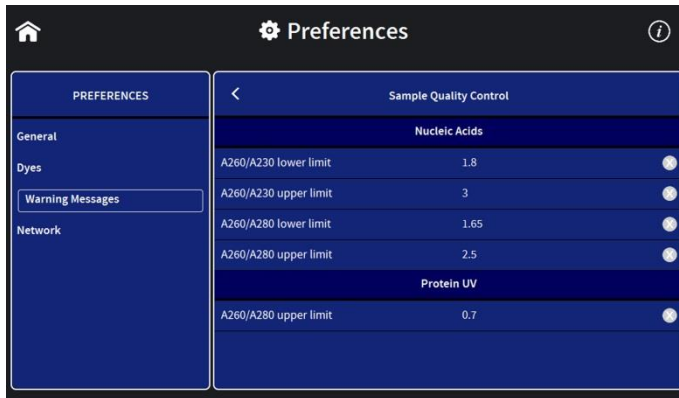 Preferences
PREFERENCES
General
Dyes
Warning Messages
Network
Sample Quality Control
Nucleic Acids
A260/A230 lower limit 1.8
A260/A230 upper limit 3
A260/A280 lower limit 1.65
A260/A280 upper limit 2.5
Protein UV
A260/A280 upper limit 0.7